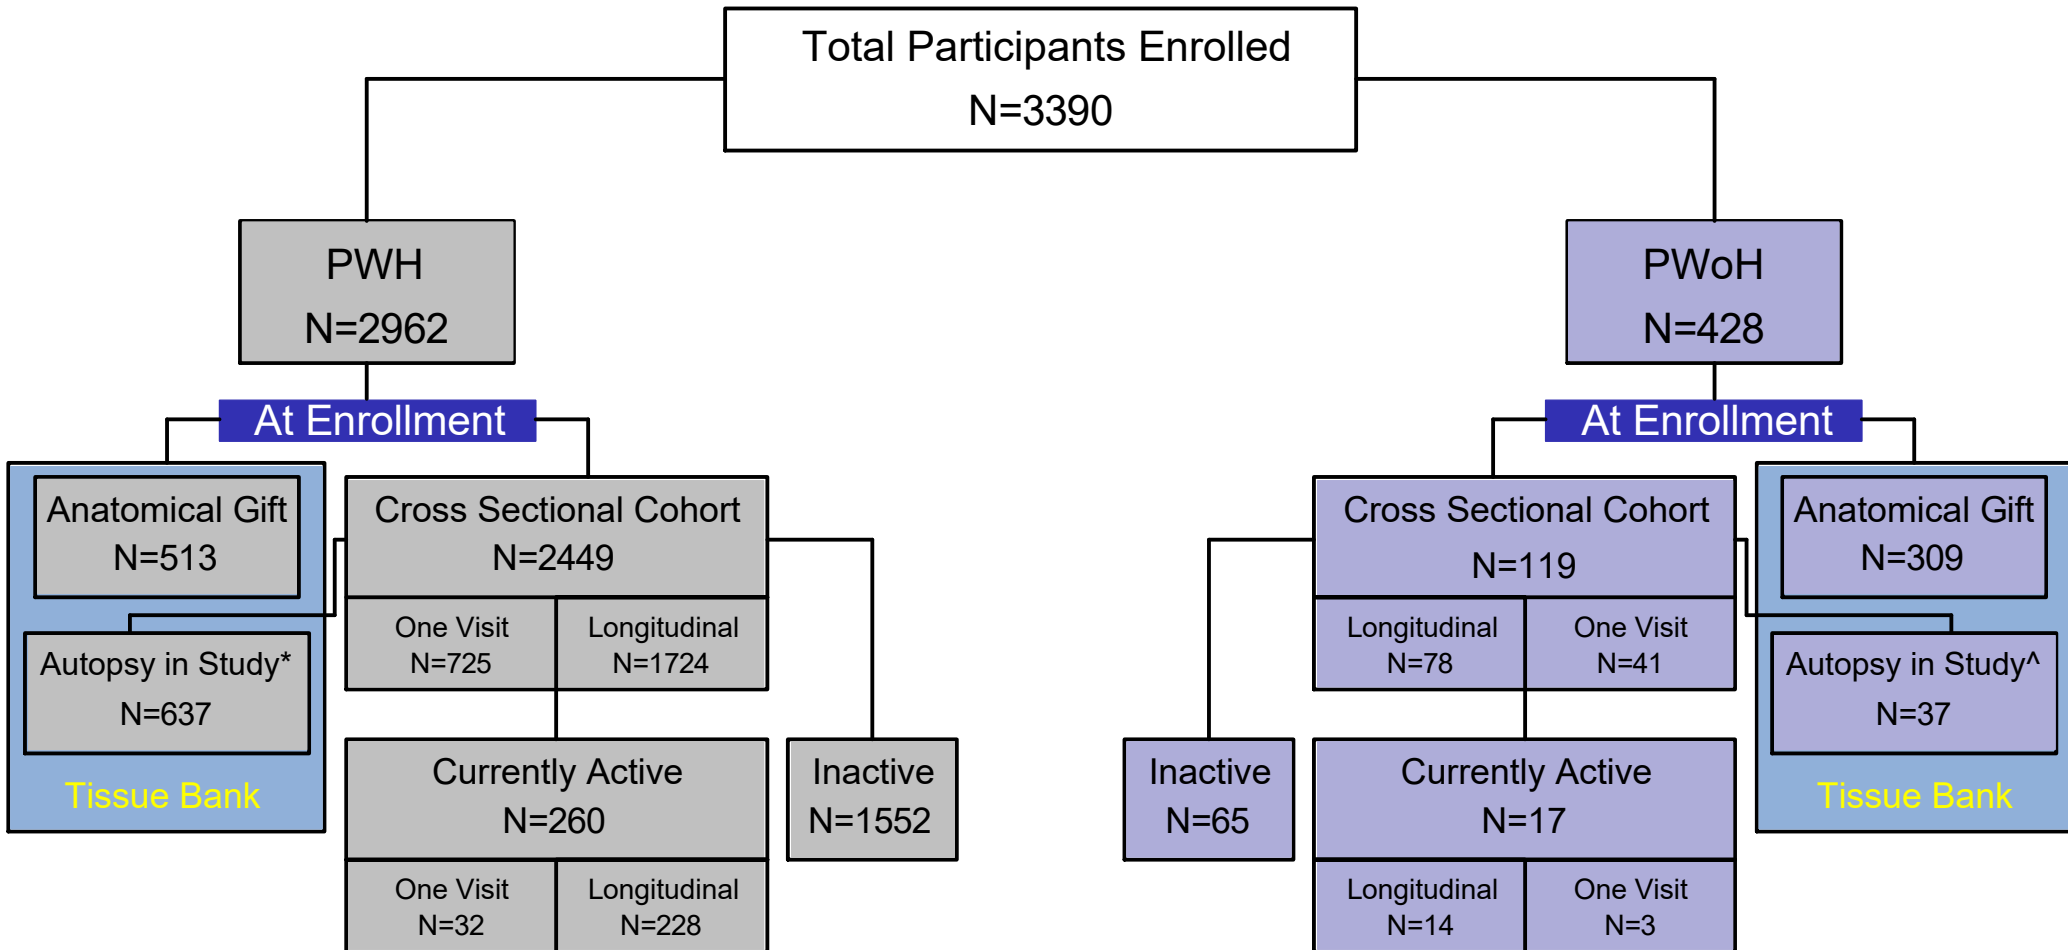 Total Participants Enrolled
N=3390
PWH
N=2962
PWoH
N=428
At Enrollment
At Enrollment
Anatomical Gift
N=513
Cross Sectional Cohort
N=2449
Cross Sectional Cohort
N=119
Anatomical Gift
N=309
One Visit
N=725
Longitudinal
N=1724
Longitudinal
N=78
One Visit
N=41
Autopsy in Study*
N=637
Autopsy in Study^
N=37
Tissue Bank
Currently Active
N=260
Inactive
N=1552
Inactive
N=65
Currently Active
N=17
Tissue Bank
One Visit
N=32
Longitudinal
N=228
Longitudinal
N=14
One Visit
N=3